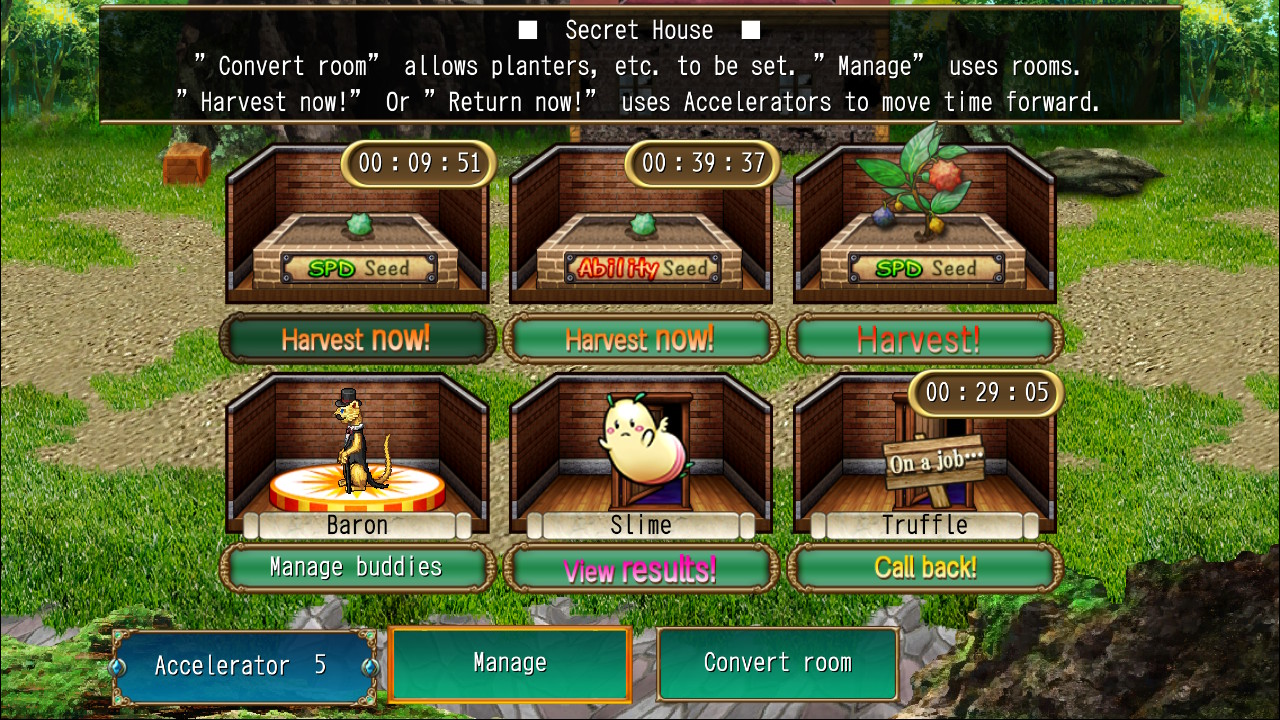 ■ Secret House ■
” Convert room” allows planters, etc. to be set. ” Manage” uses rooms.
” Harvest now!” Or ” Return now!” uses Accelerators to move time forward.
00:09:51
00:39:37
SPD Seed
Ability Seed
SPD Seed
Harvest now!
Harvest now!
Harvest!
00:29:05
On a job…
Baron
Slime
Truffle
Manage buddies
View results!
Call back!
Accelerator 5
Manage
Convert room